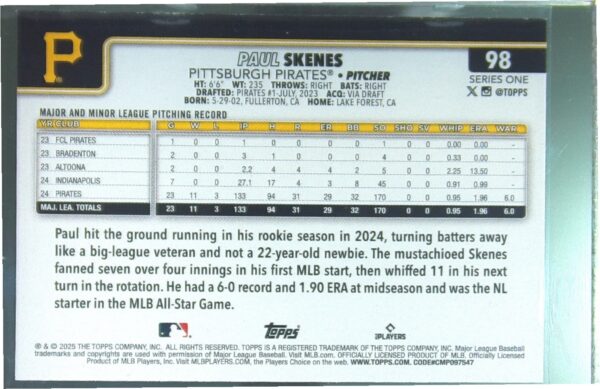 P
PAUL SKENES
98
PITTSBURGH PIRATES® • PITCHER
SERIES ONE
HT: 6'6" WT: 235 THROWS: RIGHT BATS: RIGHT
X @TOPPS
DRAFTED: PIRATES #1-JULY, 2023 ACQ: VIA DRAFT
BORN: 5-29-02, FULLERTON, CA HOME: LAKE FOREST, CA
MAJOR AND MINOR LEAGUE PITCHING RECORD
YR CLUB G W L IP H R ER BB SO SHO SV WHIP ERA WAR
23 FCL PIRATES 1 0 0 1 0 0 0 0 1 0 0 0.00 0.00 -
23 BRADENTON 2 0 0 3 1 0 0 0 4 0 0 0.33 0.00 -
23 ALTOONA 2 0 0 2.2 4 4 4 2 5 0 0 2.25 13.50 -
24 INDIANAPOLIS 7 0 0 27.1 17 4 3 8 45 0 0 0.91 0.99 -
24 PIRATES 23 11 3 133 94 31 29 32 170 0 0 0.95 1.96 6.0
MAJ. LEA. TOTALS 23 11 3 133 94 31 29 32 170 0 0 0.95 1.96 6.0
Paul hit the ground running in his rookie season in 2024, turning batters away
like a big-league veteran and not a 22-year-old newbie. The mustachioed Skenes
fanned seven over four innings in his first MLB start, then whiffed 11 in his next
turn in the rotation. He had a 6-0 record and 1.90 ERA at midseason and was the NL
starter in the MLB All-Star Game.
Topps
PLAYERS
® & © 2025 THE TOPPS COMPANY, INC. ALL RIGHTS RESERVED. TOPPS IS A REGISTERED TRADEMARK OF THE TOPPS COMPANY, INC. Major League Baseball
trademarks and copyrights are used with permission of Major League Baseball. Visit MLB.com. OFFICIALLY LICENSED PRODUCT OF MLB PLAYERS, INC. Officially Licensed
Product of MLB Players, Inc. Visit MLBPLAYERS.COM, the Players Choice on the web. WWW.TOPPS.COM. CODE#CMP097547